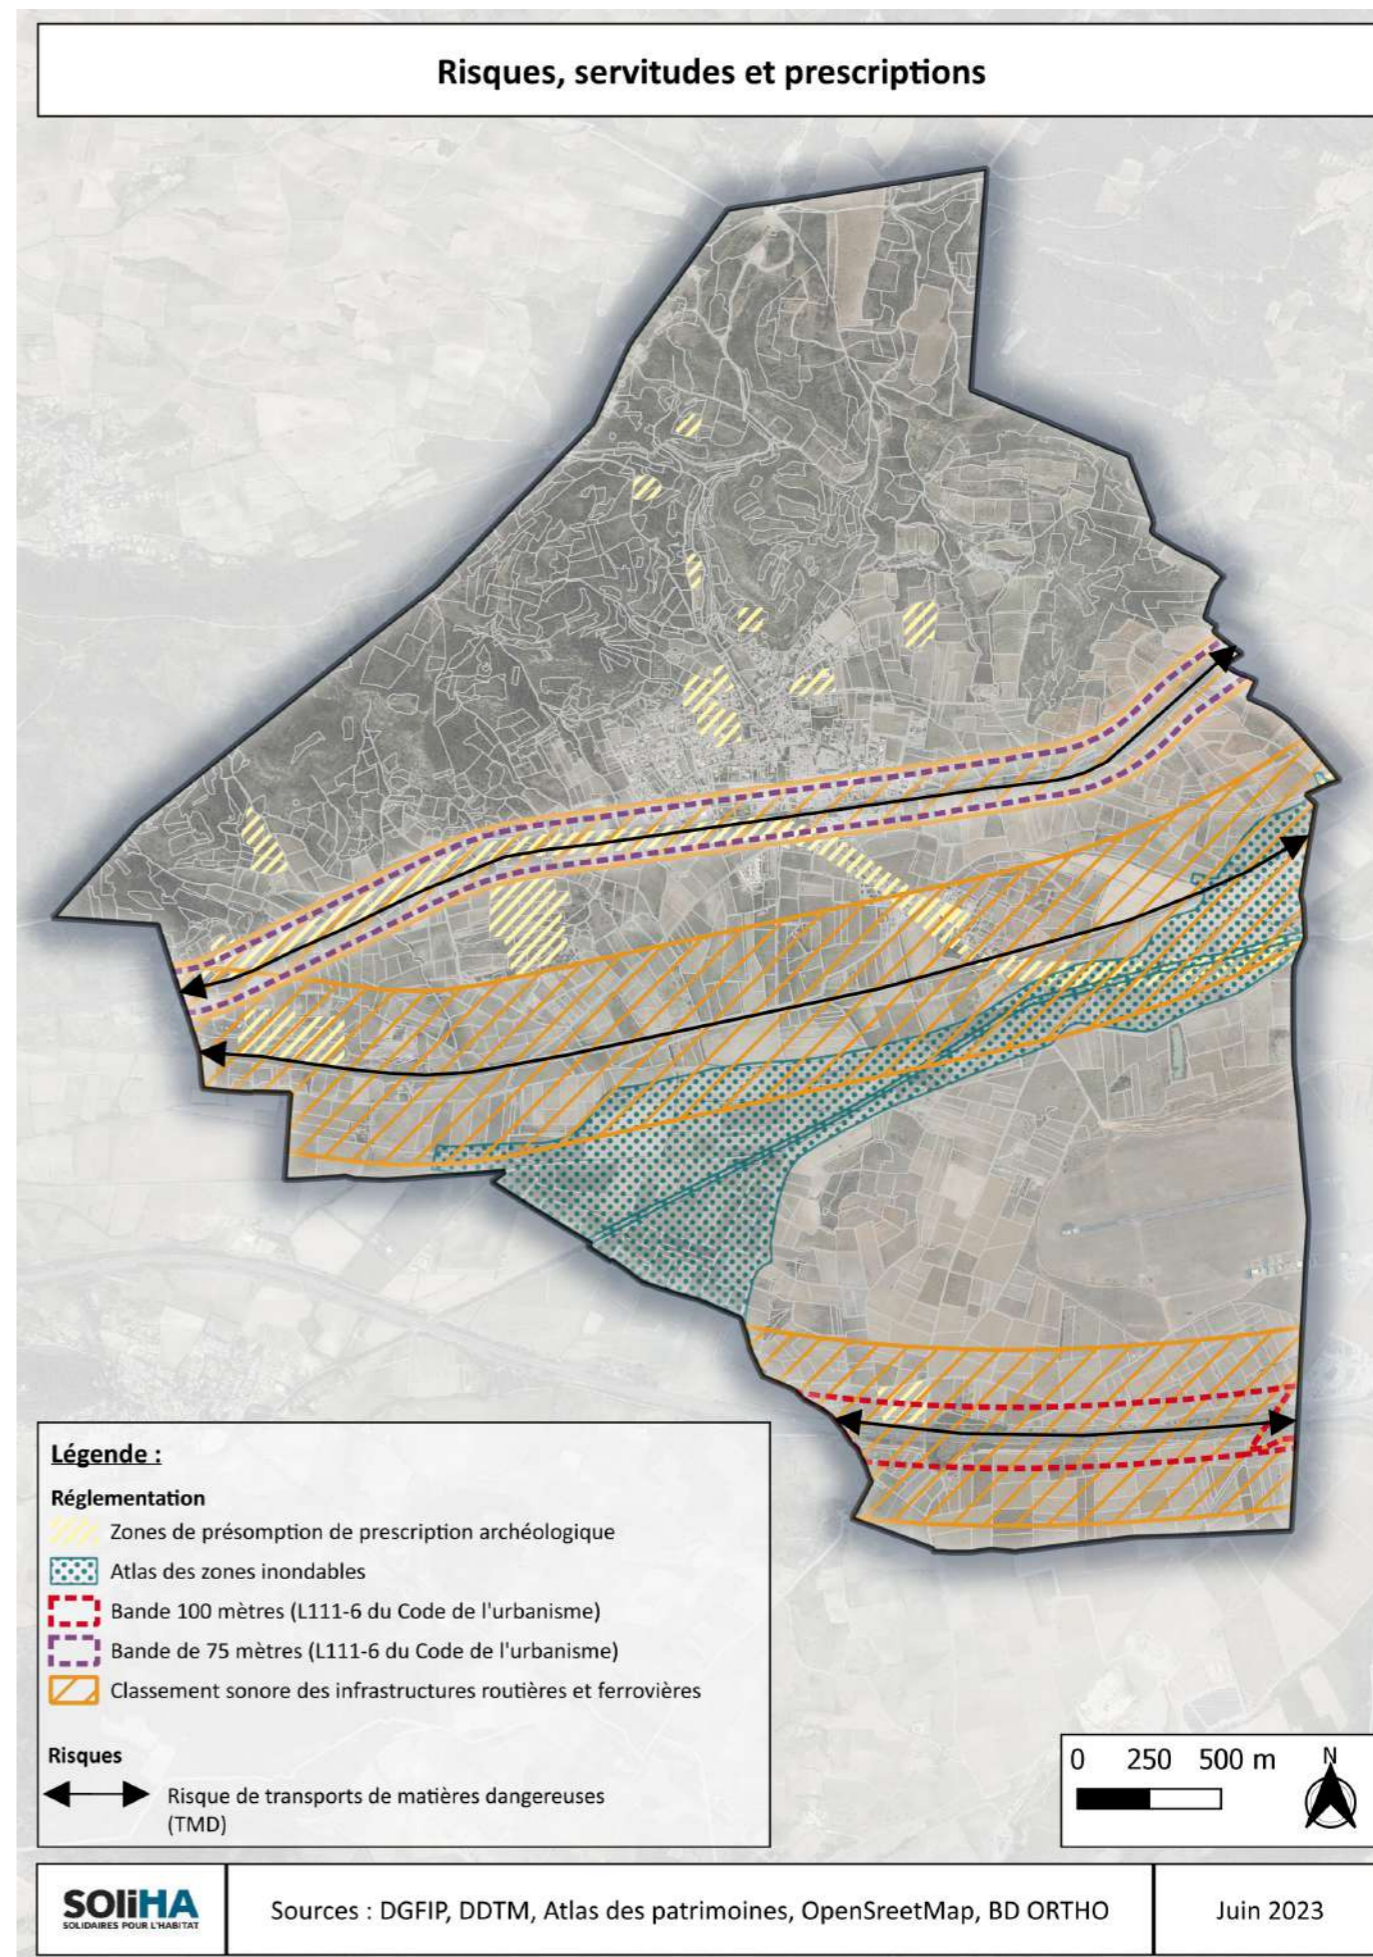 Risques, servitudes et prescriptions
Légende :
Réglementation
Zones de présomption de prescription archéologique
Atlas des zones inondables
Bande 100 mètres (L111-6 du Code de l'urbanisme)
Bande de 75 mètres (L111-6 du Code de l'urbanisme)
Classement sonore des infrastructures routières et ferrovières
Risques
Risque de transports de matières dangereuses
(TMD)
0 250 500 m
N
SOliHA
SOLIDAIRES POUR L'HABITAT
Sources : DGFIP, DDTM, Atlas des patrimoines, OpenSreetMap, BD ORTHO
Juin 2023